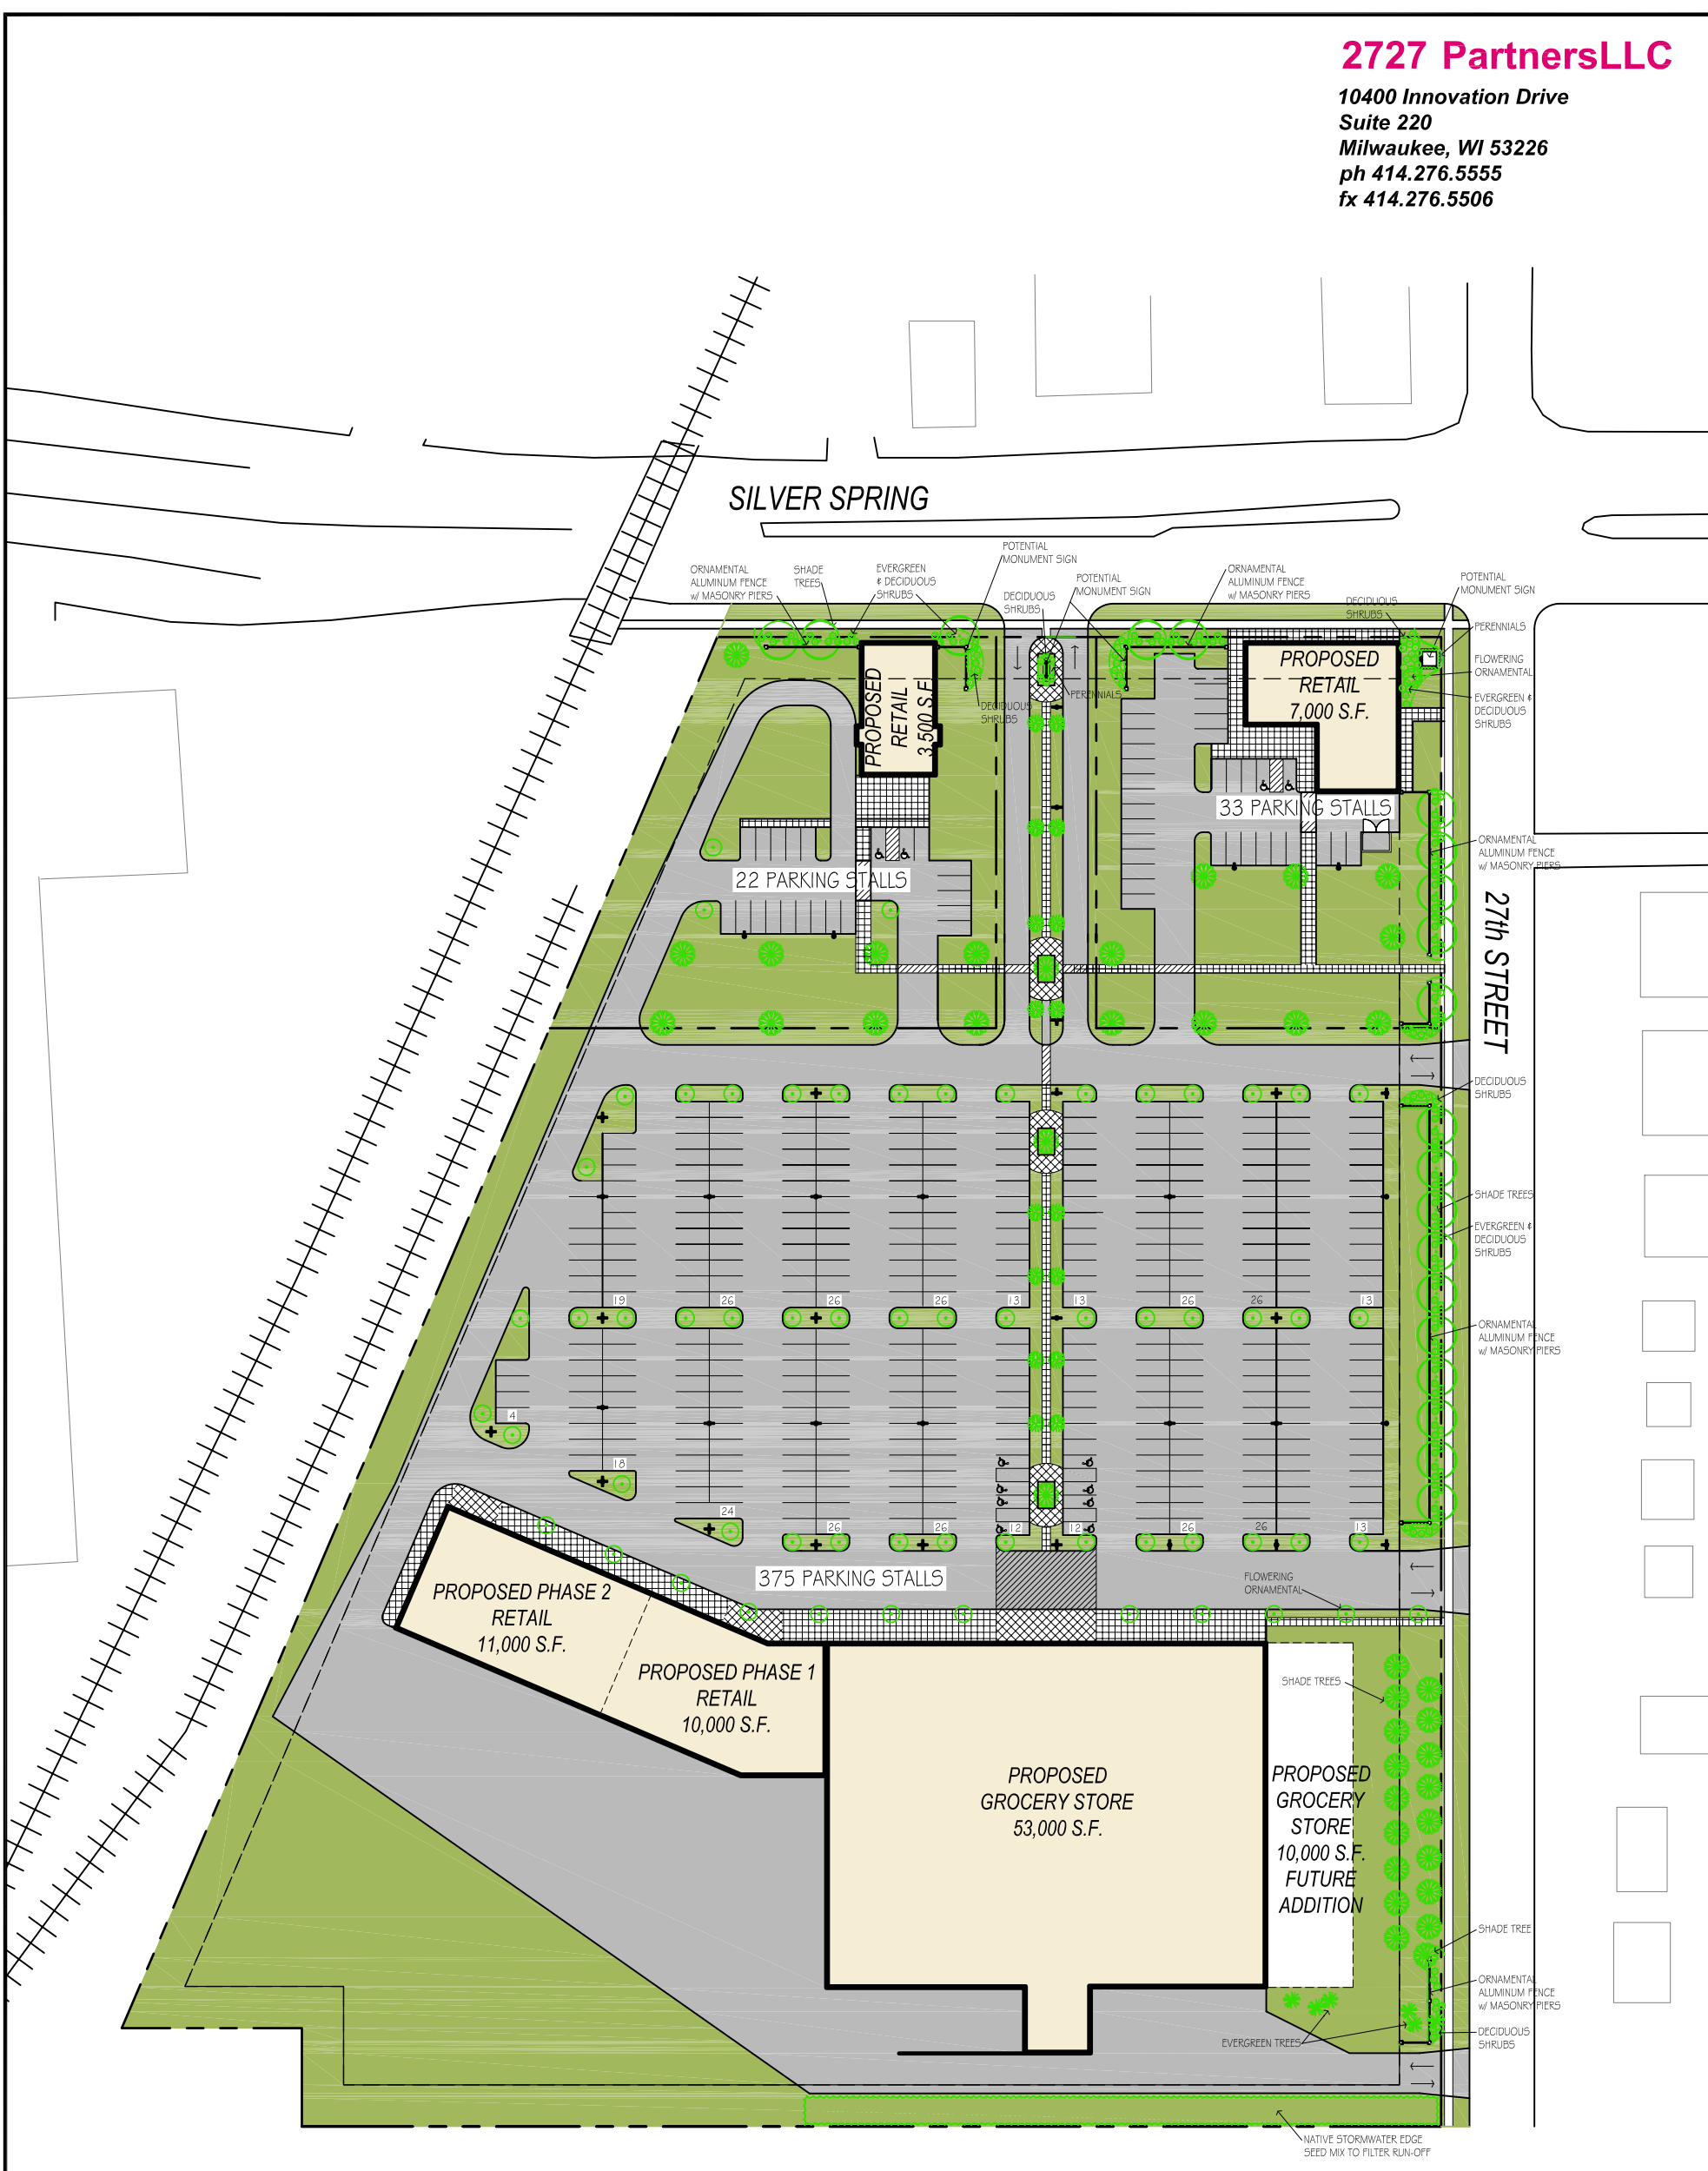 2727 PartnersLLC
10400 Innovation Drive
Suite 220
Milwaukee, WI 53226
ph 414.276.5555
fx 414.276.5506
SILVER SPRING
POTENTIAL
MONUMENT SIGN
ORNAMENTAL
ALUMINUM FENCE
w/ MASONRY PIERS
SHADE
TREES
EVERGREEN
& DECIDUOUS
SHRUBS
DECIDUOUS
SHRUBS
POTENTIAL
MONUMENT SIGN
ORNAMENTAL
ALUMINUM FENCE
w/ MASONRY PIERS
DECIDUOUS
SHRUBS
POTENTIAL
MONUMENT SIGN
PERENNIALS
FLOWERING
ORNAMENTAL
EVERGREEN &
DECIDUOUS
SHRUBS
PROPOSED
RETAIL
3,500 S.F.
DECIDUOUS
SHRUBS
PERENNIALS
PROPOSED
RETAIL
7,000 S.F.
33 PARKING STALLS
22 PARKING STALLS
ORNAMENTAL
ALUMINUM FENCE
w/ MASONRY PIERS
27th STREET
DECIDUOUS
SHRUBS
SHADE TREES
EVERGREEN &
DECIDUOUS
SHRUBS
19
26
26
26
13
13
26
26
13
ORNAMENTAL
ALUMINUM FENCE
w/ MASONRY PIERS
4
18
24
26
26
12
12
26
26
13
375 PARKING STALLS
FLOWERING
ORNAMENTAL
PROPOSED PHASE 2
RETAIL
11,000 S.F.
PROPOSED PHASE 1
RETAIL
10,000 S.F.
SHADE TREES
PROPOSED
GROCERY STORE
53,000 S.F.
PROPOSED
GROCERY
STORE
10,000 S.F.
FUTURE
ADDITION
SHADE TREE
ORNAMENTAL
ALUMINUM FENCE
w/ MASONRY PIERS
DECIDUOUS
SHRUBS
EVERGREEN TREES
NATIVE STORMWATER EDGE
SEED MIX TO FILTER RUN-OFF